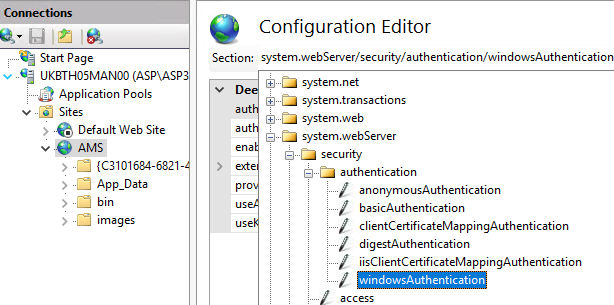 Connections
Start Page
UKBTH05MAN00 (ASP\ASP3
Application Pools
Sites
Default Web Site
AMS
{C3101684-6821-4
App_Data
bin
images
Configuration Editor
Section: system.webServer/security/authentication/windowsAuthentication
Dee
auth
auth
enab
exter
prov
useA
useK
system.net
system.transactions
system.web
system.webServer
security
authentication
anonymousAuthentication
basicAuthentication
clientCertificateMappingAuthentication
digestAuthentication
iisClientCertificateMappingAuthentication
windowsAuthentication
access